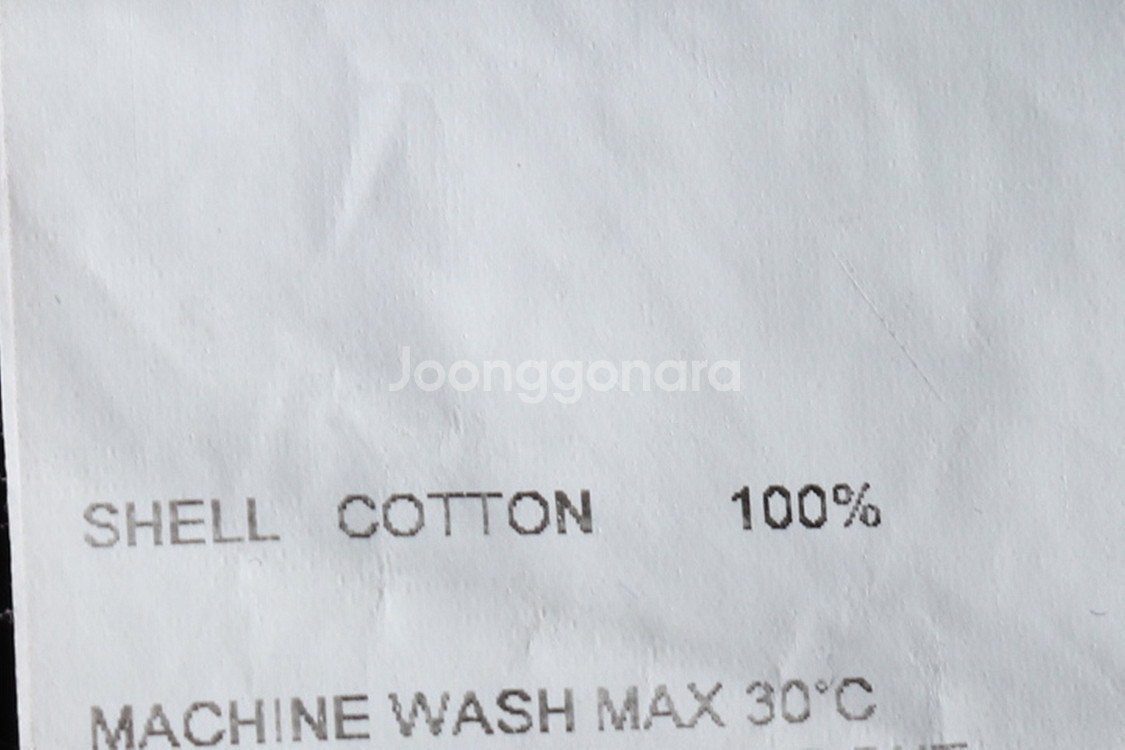 Joonggonara
SHELL COTTON 100%
MACHINE WASH MAX 30°C